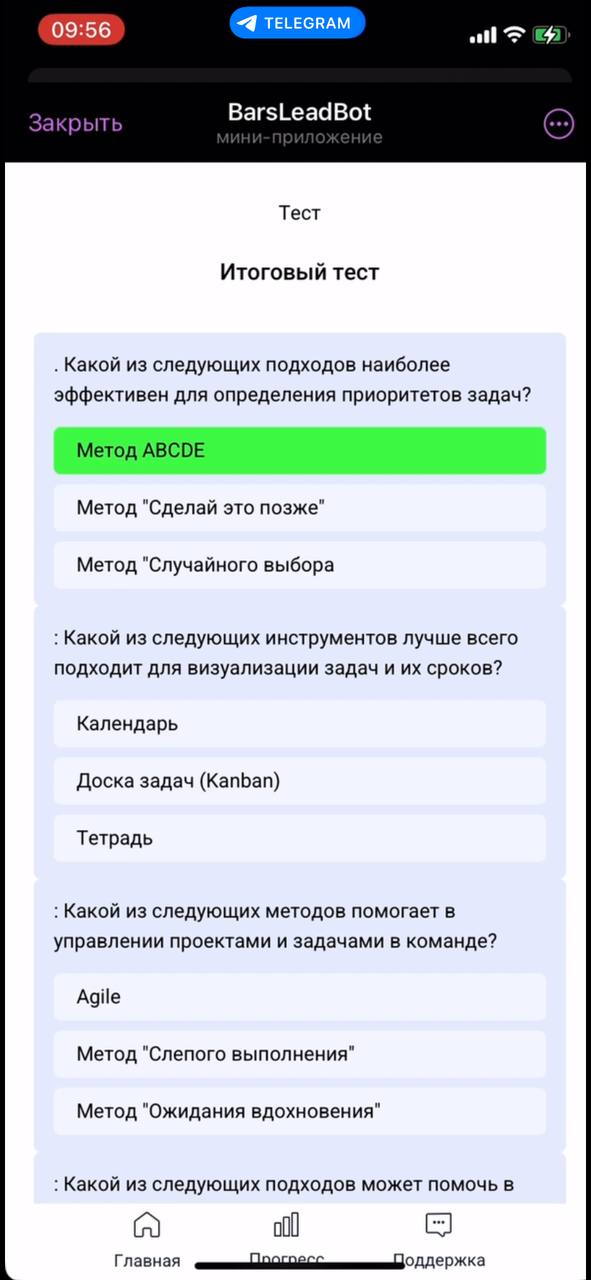 09:56
TELEGRAM
Закрыть
BarsLeadBot
мини-приложение
Тест
Итоговый тест
. Какой из следующих подходов наиболее
эффективен для определения приоритетов задач?
Метод ABCDE
Метод "Сделай это позже"
Метод "Случайного выбора
: Какой из следующих инструментов лучше всего
подходит для визуализации задач и их сроков?
Календарь
Доска задач (Kanban)
Тетрадь
: Какой из следующих методов помогает в
управлении проектами и задачами в команде?
Agile
Метод "Слепого выполнения"
Метод "Ожидания вдохновения"
: Какой из следующих подходов может помочь в
Главная
Прогресс
Поддержка